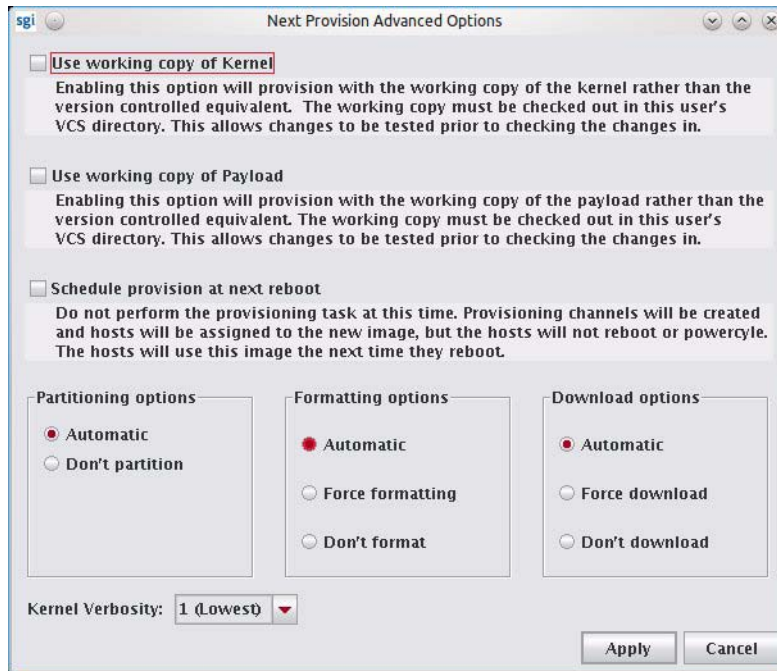 sgi Next Provision Advanced Options
Use working copy of Kernel
Enabling this option will provision with the working copy of the kernel rather than the
version controlled equivalent. The working copy must be checked out in this user's
VCS directory. This allows changes to be tested prior to checking the changes in.
Use working copy of Payload
Enabling this option will provision with the working copy of the payload rather than the
version controlled equivalent. The working copy must be checked out in this user's
VCS directory. This allows changes to be tested prior to checking the changes in.
Schedule provision at next reboot
Do not perform the provisioning task at this time. Provisioning channels will be created
and hosts will be assigned to the new image, but the hosts will not reboot or powercyle.
The hosts will use this image the next time they reboot.
Partitioning options
Automatic
Don't partition
Formatting options
Automatic
Force formatting
Don't format
Download options
Automatic
Force download
Don't download
Kernel Verbosity: 1 (Lowest)
Apply Cancel